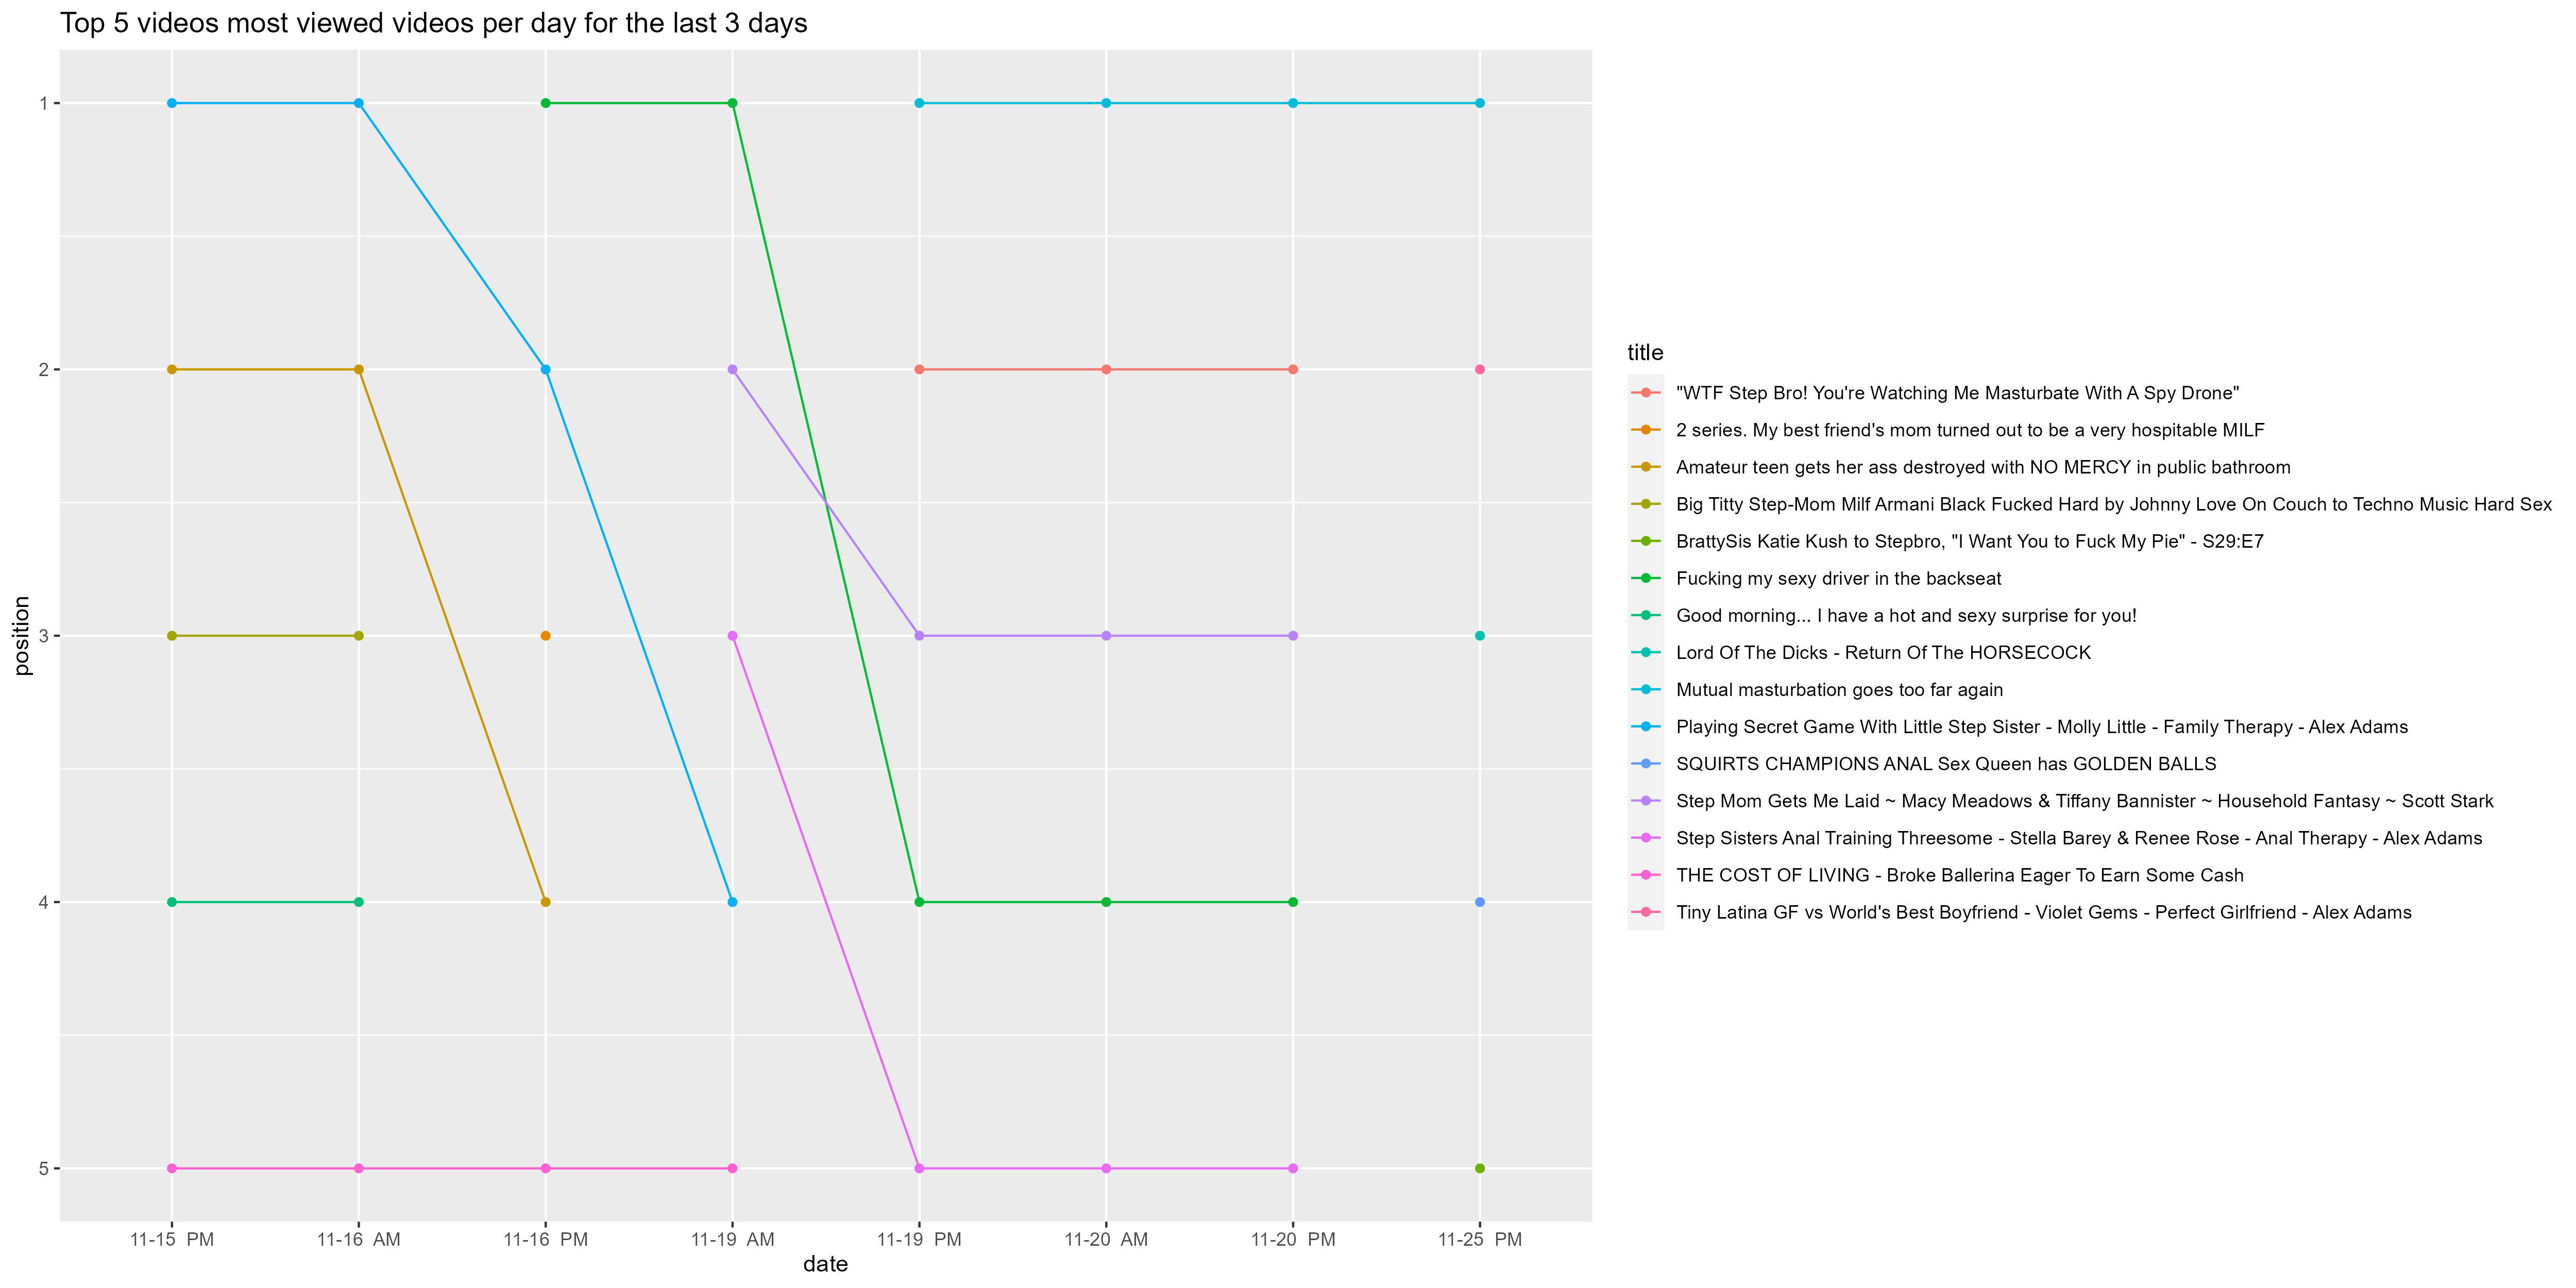 Top 5 videos most viewed videos per day for the last 3 days
position
1
2
3
4
5
11-15 PM
11-16 AM
11-16 PM
11-19 AM
11-19 PM
11-20 AM
11-20 PM
11-25 PM
date
title
"WTF Step Bro! You're Watching Me Masturbate With A Spy Drone"
2 series. My best friend's mom turned out to be a very hospitable MILF
Amateur teen gets her ass destroyed with NO MERCY in public bathroom
Big Titty Step-Mom Milf Armani Black Fucked Hard by Johnny Love On Couch to Techno Music Hard Sex
BrattySis Katie Kush to Stepbro, "I Want You to Fuck My Pie" - S29:E7
Fucking my sexy driver in the backseat
Good morning... I have a hot and sexy surprise for you!
Lord Of The Dicks - Return Of The HORSECOCK
Mutual masturbation goes too far again
Playing Secret Game With Little Step Sister - Molly Little - Family Therapy - Alex Adams
SQUIRTS CHAMPIONS ANAL Sex Queen has GOLDEN BALLS
Step Mom Gets Me Laid ~ Macy Meadows & Tiffany Bannister ~ Household Fantasy ~ Scott Stark
Step Sisters Anal Training Threesome - Stella Barey & Renee Rose - Anal Therapy - Alex Adams
THE COST OF LIVING - Broke Ballerina Eager To Earn Some Cash
Tiny Latina GF vs World's Best Boyfriend - Violet Gems - Perfect Girlfriend - Alex Adams